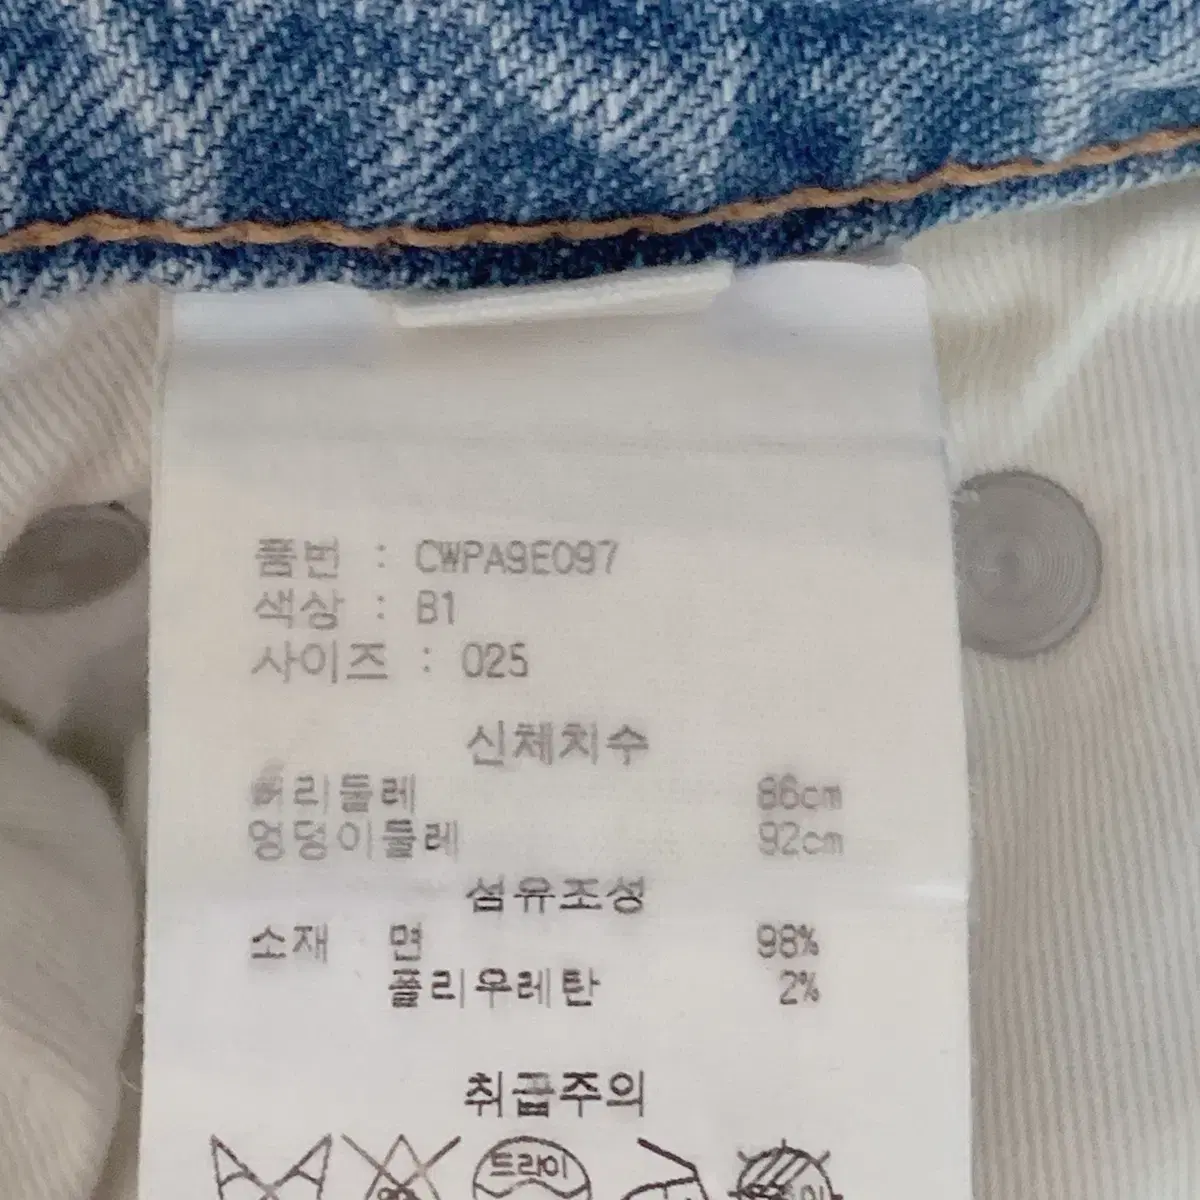 품번 : CWPA9E097
색상 : B1
사이즈 : 025
신체치수
허리둘레 86cm
엉덩이둘레 92cm
섬유조성
소재 면 98%
폴리우레탄 2%
취급주의
드라이